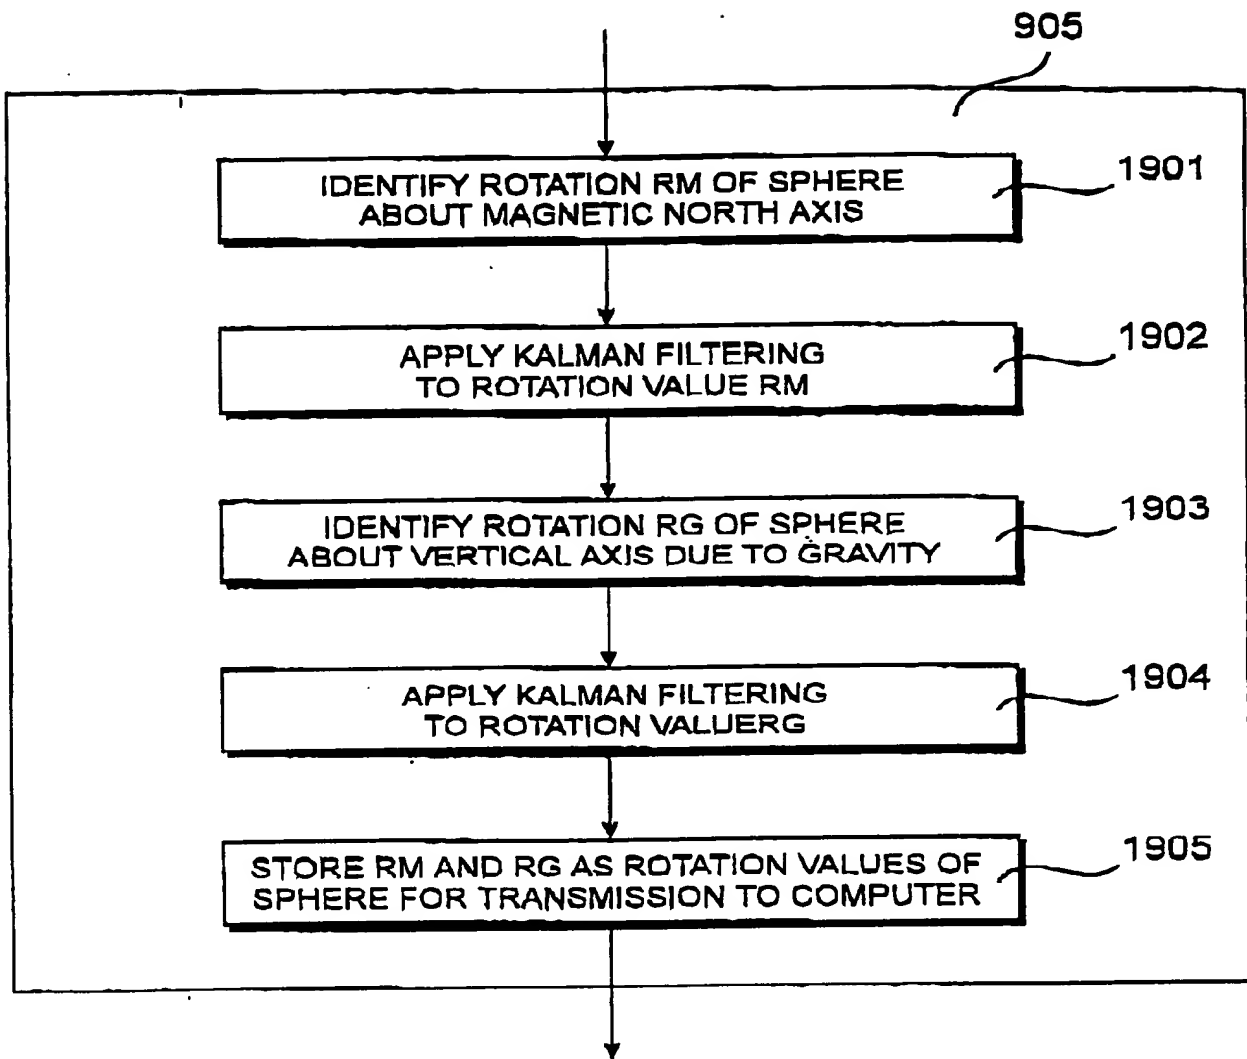 905
IDENTIFY ROTATION RM OF SPHERE
ABOUT MAGNETIC NORTH AXIS
1901
APPLY KALMAN FILTERING
TO ROTATION VALUE RM
1902
IDENTIFY ROTATION RG OF SPHERE
ABOUT VERTICAL AXIS DUE TO GRAVITY
1903
APPLY KALMAN FILTERING
TO ROTATION VALUERG
1904
STORE RM AND RG AS ROTATION VALUES OF
SPHERE FOR TRANSMISSION TO COMPUTER
1905